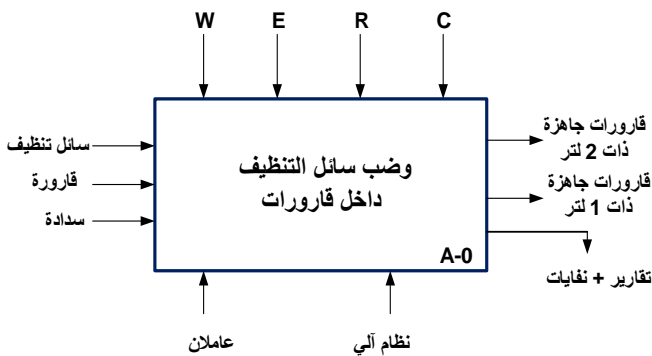 W E R C
قارورات جاهزة
ذات 2 لتر
سائل تنظيف
وضب سائل التنظيف
داخل قارورات
قارورة
قارورات جاهزة
ذات 1 لتر
سدادة
A-0
تقارير + نفايات
عاملان
نظام آلي